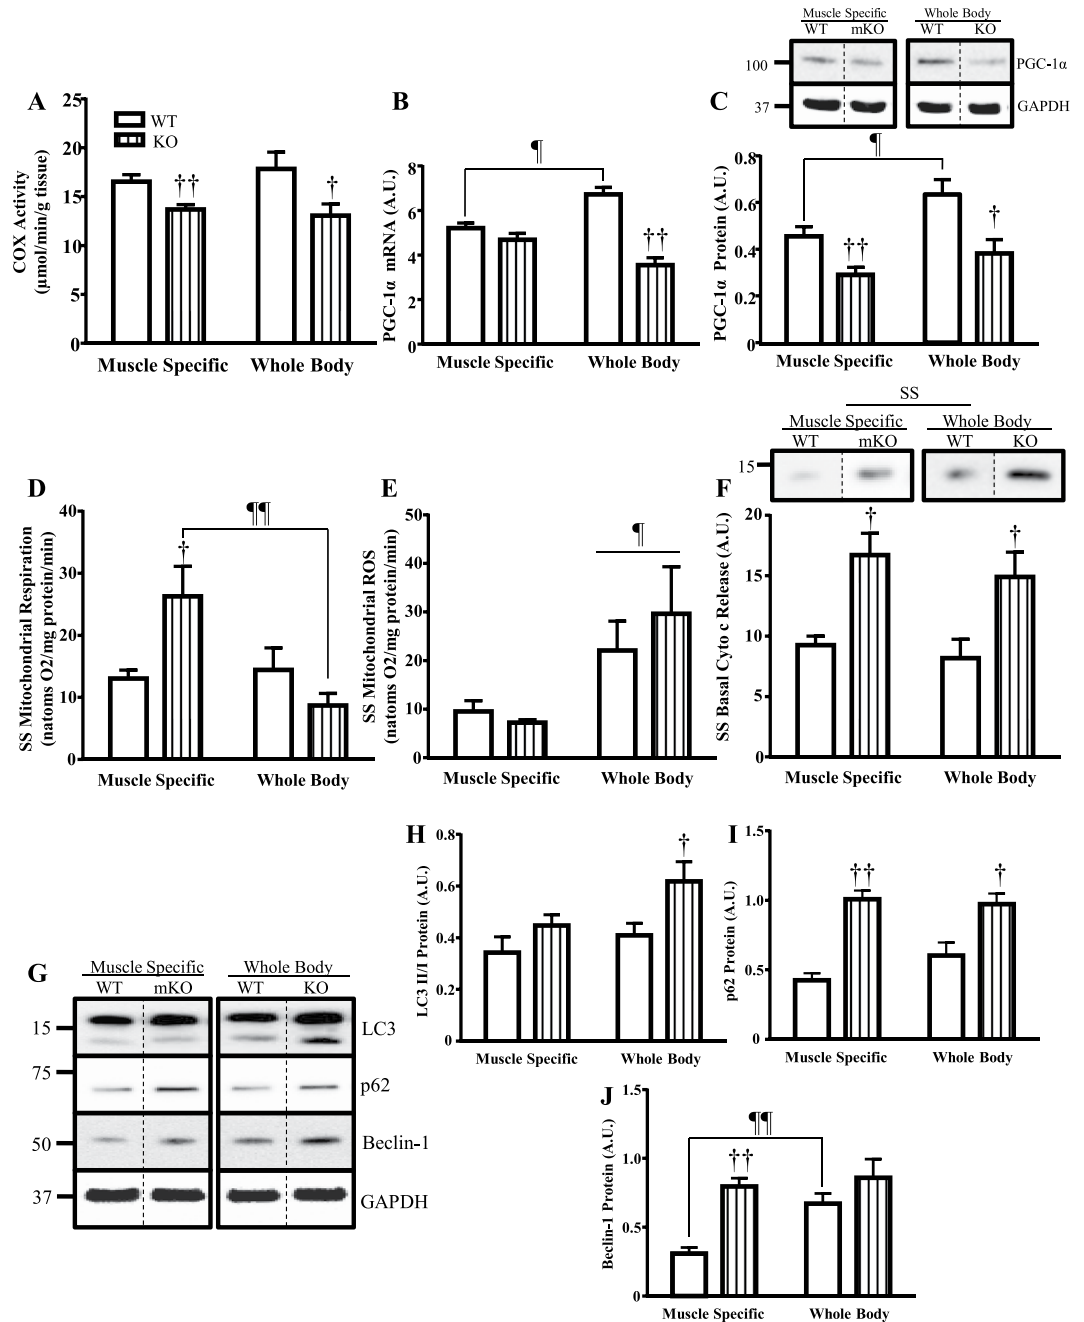 A
COX Activity
(µmol/min/g tissue)
25
20
15
10
5
0
WT
KO
††
†
Muscle Specific Whole Body
B
PGC-1α mRNA (A.U.)
8
6
4
2
0
¶
††
Muscle Specific Whole Body
Muscle Specific Whole Body
WT mKO WT KO
100 PGC-1α
37 GAPDH
C
PGC-1α Protein (A.U.)
0.8
0.6
0.4
0.2
0
¶
††
†
Muscle Specific Whole Body
D
SS Mitochondrial Respiration
(natoms O2/mg protein/min)
40
30
20
10
0
†
¶¶
Muscle Specific Whole Body
E
SS Mitochondrial ROS
(natoms O2/mg protein/min)
50
40
30
20
10
0
¶
Muscle Specific Whole Body
SS
Muscle Specific Whole Body
WT mKO WT KO
15
F
SS Basal Cyto c Release (A.U.)
20
15
10
5
0
†
†
Muscle Specific Whole Body
G
Muscle Specific Whole Body
WT mKO WT KO
15 LC3
75
p62
50 Beclin-1
37 GAPDH
H
LC3 II/I Protein (A.U.)
0.8
0.6
0.4
0.2
0
†
Muscle Specific Whole Body
I
p62 Protein (A.U.)
1.5
1.0
0.5
0
††
†
Muscle Specific Whole Body
J
Beclin-1 Protein (A.U.)
1.5
1.0
0.5
0
¶¶
††
Muscle Specific Whole Body